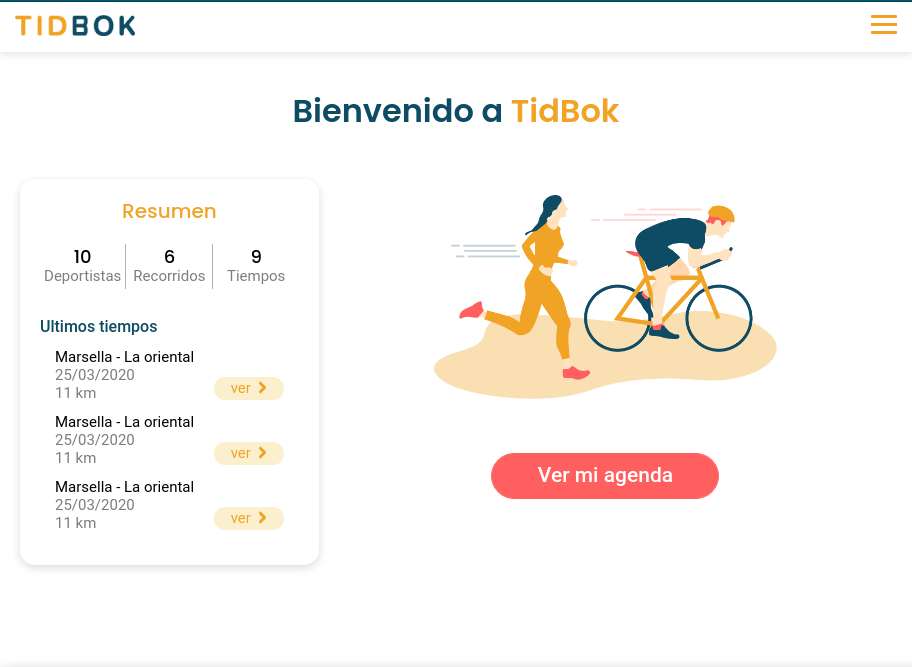 TIDBOK
Bienvenido a TidBok
Resumen
10 6 9
Deportistas Recorridos Tiempos
Ultimos tiempos
Marsella - La oriental
25/03/2020
11 km
ver
Marsella - La oriental
25/03/2020
11 km
ver
Marsella - La oriental
25/03/2020
11 km
ver
Ver mi agenda